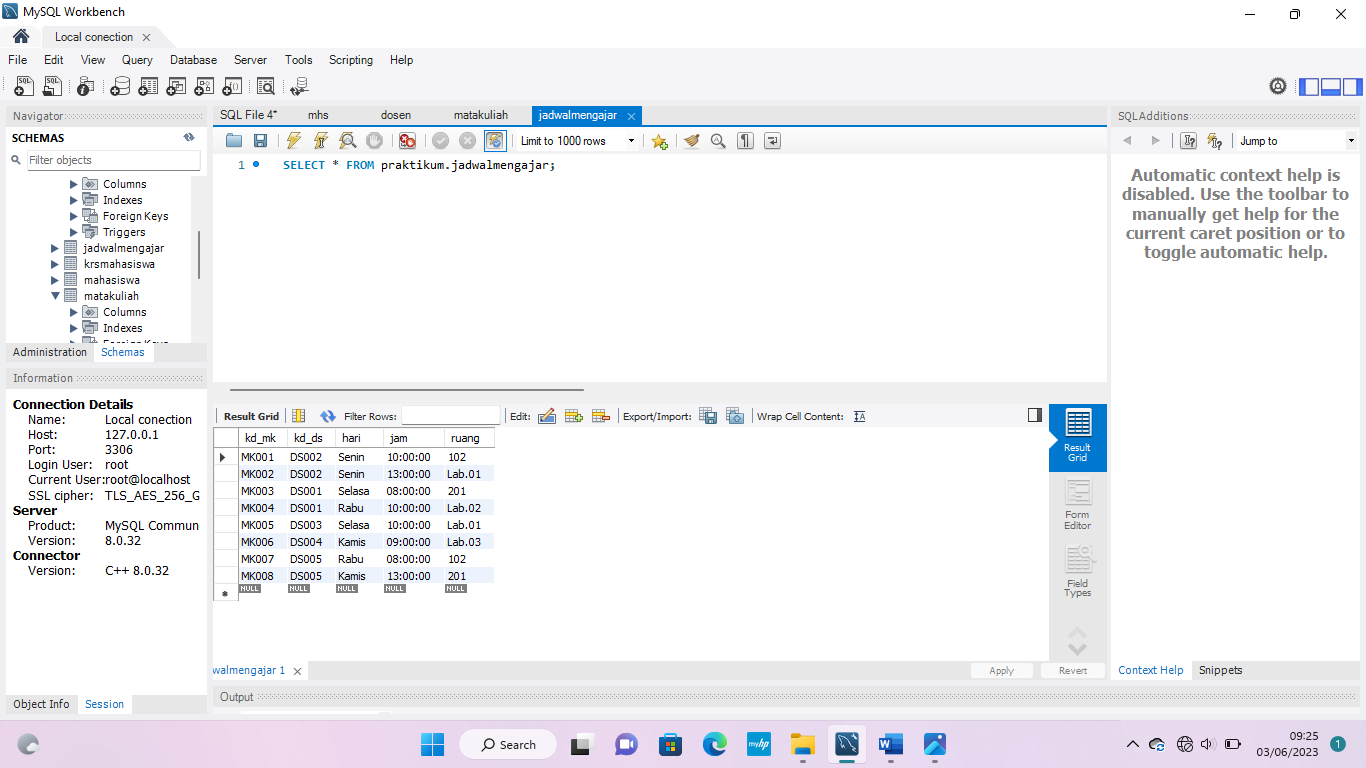 MySQL Workbench
Local conection
File Edit View Query Database Server Tools Scripting Help
Navigator
SCHEMAS
Filter objects
Columns
Indexes
Foreign Keys
Triggers
jadwalmengajar
krsmahasiswa
mahasiswa
matakuliah
Columns
Indexes
Foreign Keys
Administration Schemas
Information
Connection Details
Name: Local conection
Host: 127.0.0.1
Port: 3306
Login User: root
Current User:root@localhost
SSL cipher: TLS_AES_256_G
Server
Product: MySQL Commun
Version: 8.0.32
Connector
Version: C++ 8.0.32
Object Info Session
SQL File 4* mhs dosen matakuliah jadwalmengajar
Limit to 1000 rows
1 SELECT * FROM praktikum.jadwalmengajar;
Result Grid Filter Rows: Edit: Export/Import: Wrap Cell Content:
kd_mk kd_ds hari jam ruang
MK001 DS002 Senin 10:00:00 102
MK002 DS002 Senin 13:00:00 Lab.01
MK003 DS001 Selasa 08:00:00 201
MK004 DS001 Rabu 10:00:00 Lab.02
MK005 DS003 Selasa 10:00:00 Lab.01
MK006 DS004 Kamis 09:00:00 Lab.03
MK007 DS005 Rabu 08:00:00 102
MK008 DS005 Kamis 13:00:00 201
NULL NULL NULL NULL NULL
Result
Grid
Form
Editor
Field
Types
walmengajar 1
Apply Revert
Output
SQLAdditions
Jump to
Automatic context help is
disabled. Use the toolbar to
manually get help for the
current caret position or to
toggle automatic help.
Context Help Snippets
Search
myhp
09:25
03/06/2023
1